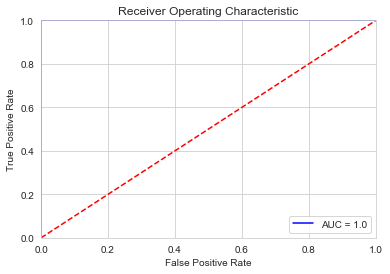 Receiver Operating Characteristic
1.0
0.8
0.6
0.4
0.2
0.0
True Positive Rate
AUC = 1.0
0.0 0.2 0.4 0.6 0.8 1.0
False Positive Rate